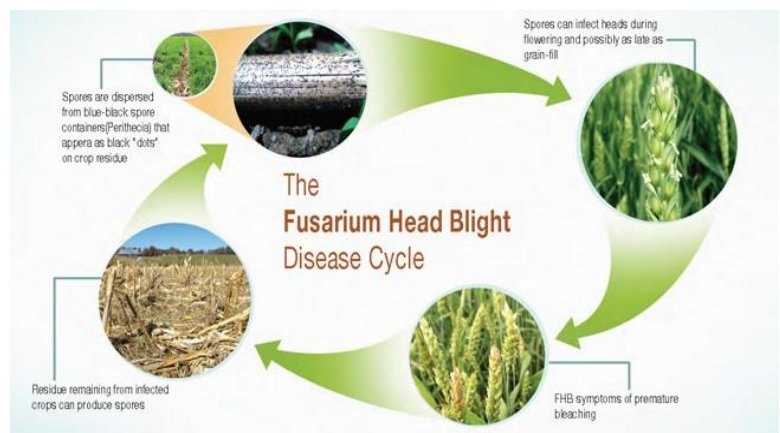 Spores can infect heads during
flowering and possibly as late as
grain-fill
Spores are dispersed
from blue-black spore
containers(Perithecia) that
appera as black "dots"
on crop residue
The
Fusarium Head Blight
Disease Cycle
Residue remaining from infected
crops can produce spores
FHB symptoms of premature
bleaching